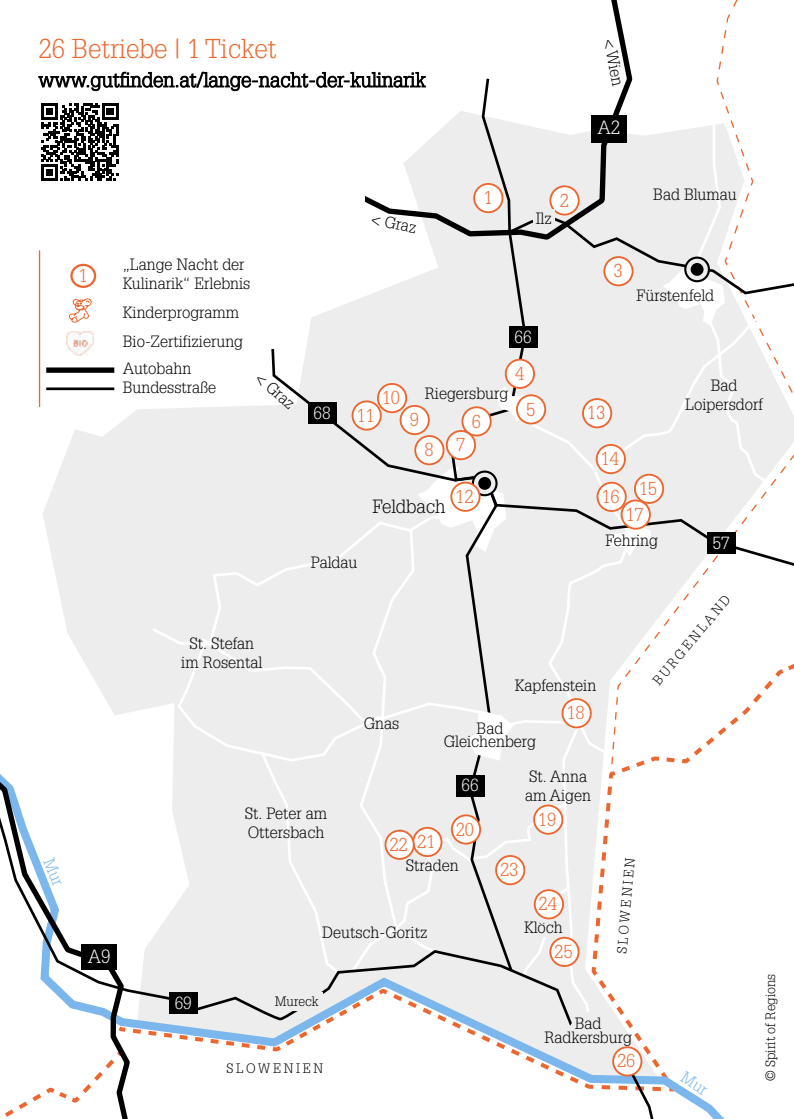 26 Betriebe | 1 Ticket
www.gutfinden.at/lange-nacht-der-kulinarik
< Wien
A2
1
2
Bad Blumau
Ilz
< Graz
3
Fürstenfeld
1
„Lange Nacht der
Kulinarik“ Erlebnis
Kinderprogramm
BIO
Bio-Zertifizierung
Autobahn
Bundesstraße
66
4
< Graz
68
Riegersburg
5
6
7
8
9
10
11
12
13
Bad
Loipersdorf
14
15
16
17
Feldbach
Fehring
57
Paldau
BURGENLAND
St. Stefan
im Rosental
Kapfenstein
18
Gnas
Bad
Gleichenberg
66
St. Anna
am Aigen
19
St. Peter am
Ottersbach
20
21
22
Straden
23
24
Klöch
25
SLOWENIEN
Mur
Deutsch-Goritz
A9
69
Mureck
Bad
Radkersburg
26
SLOWENIEN
Mur
© Spirit of Regions